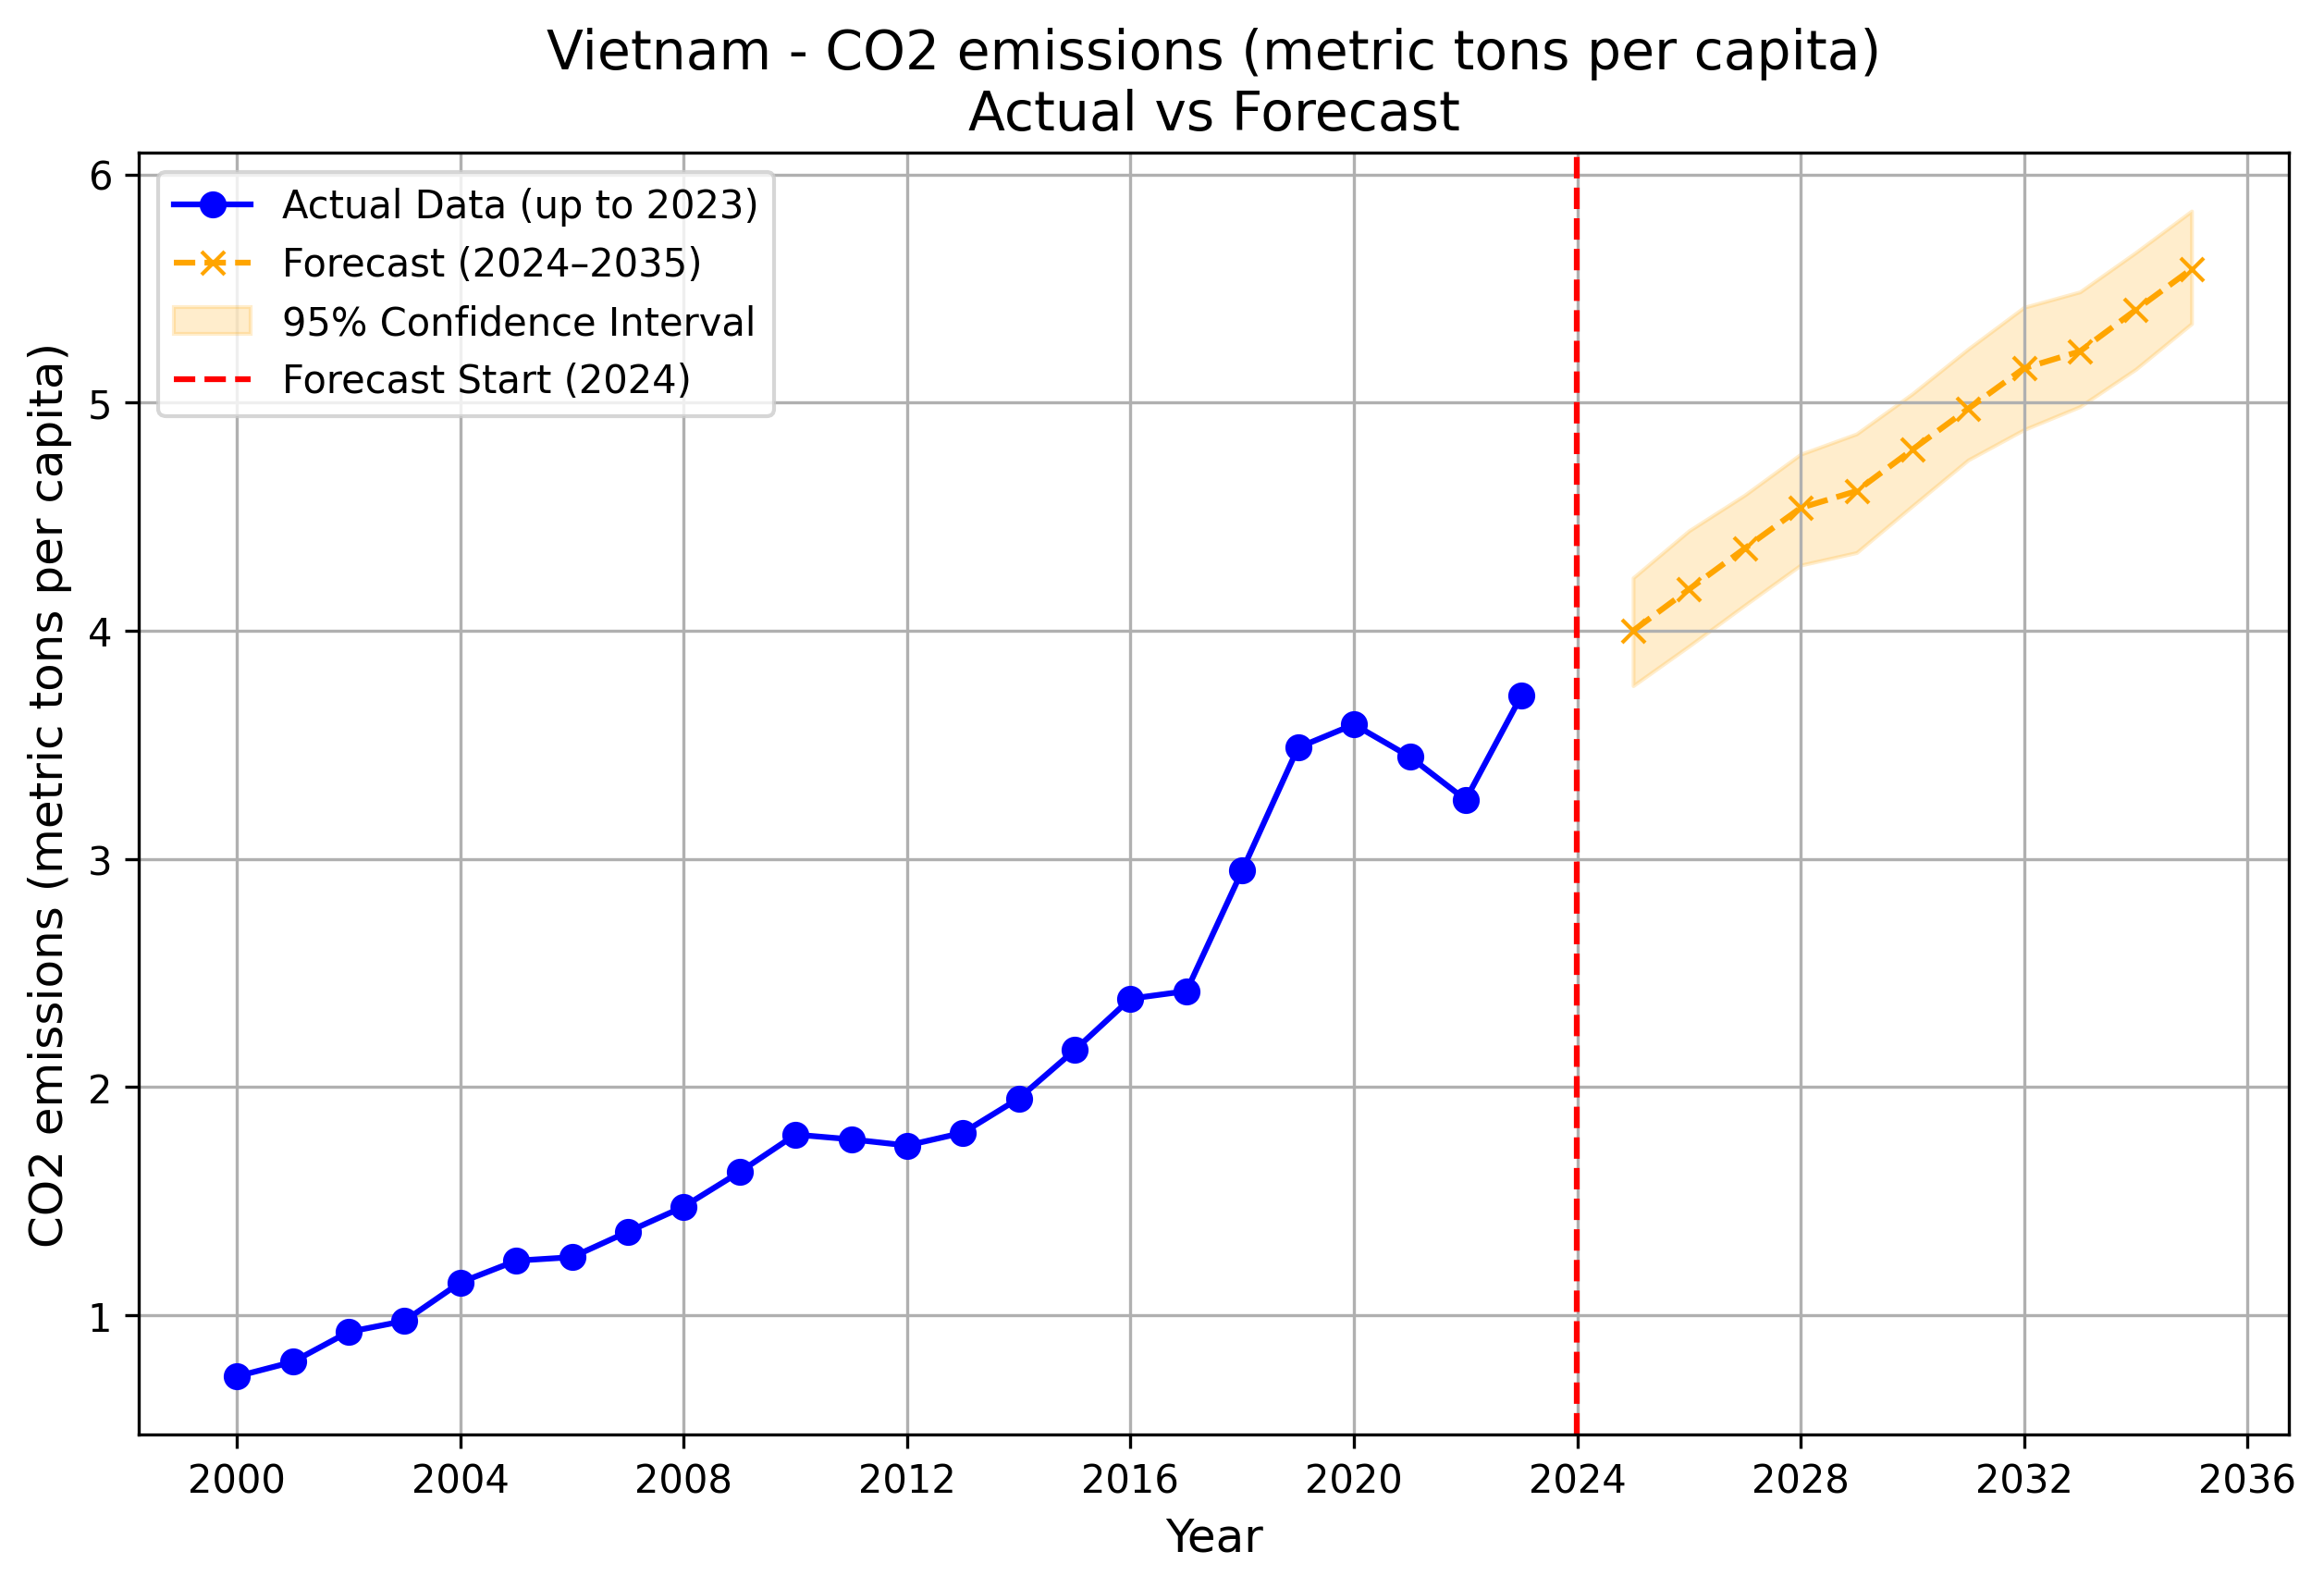 Vietnam - CO2 emissions (metric tons per capita)
Actual vs Forecast
Actual Data (up to 2023)
Forecast (2024–2035)
95% Confidence Interval
Forecast Start (2024)
CO2 emissions (metric tons per capita)
6
5
4
3
2
1
2000 2004 2008 2012 2016 2020 2024 2028 2032 2036
Year